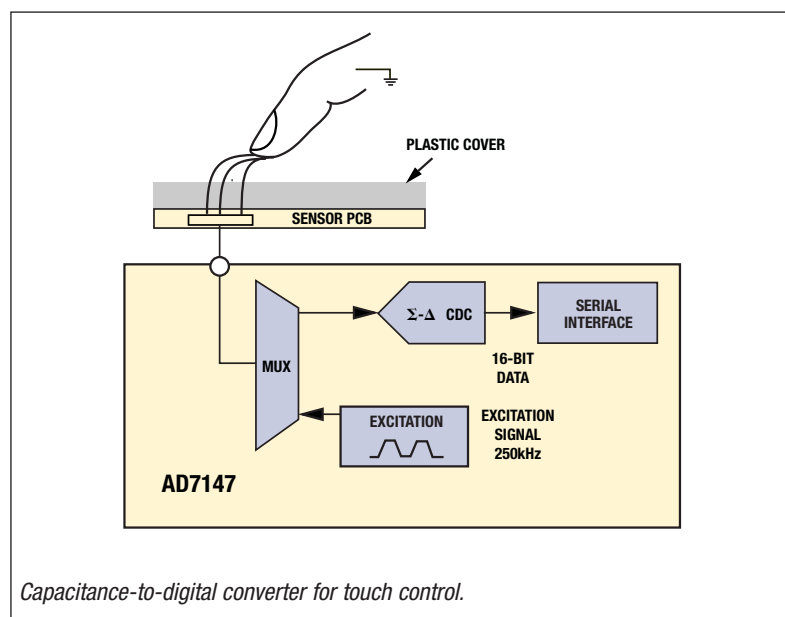 PLASTIC COVER
SENSOR PCB
Σ-Δ CDC
SERIAL
INTERFACE
MUX
16-BIT
DATA
EXCITATION
EXCITATION
SIGNAL
250kHz
AD7147
Capacitance-to-digital converter for touch control.